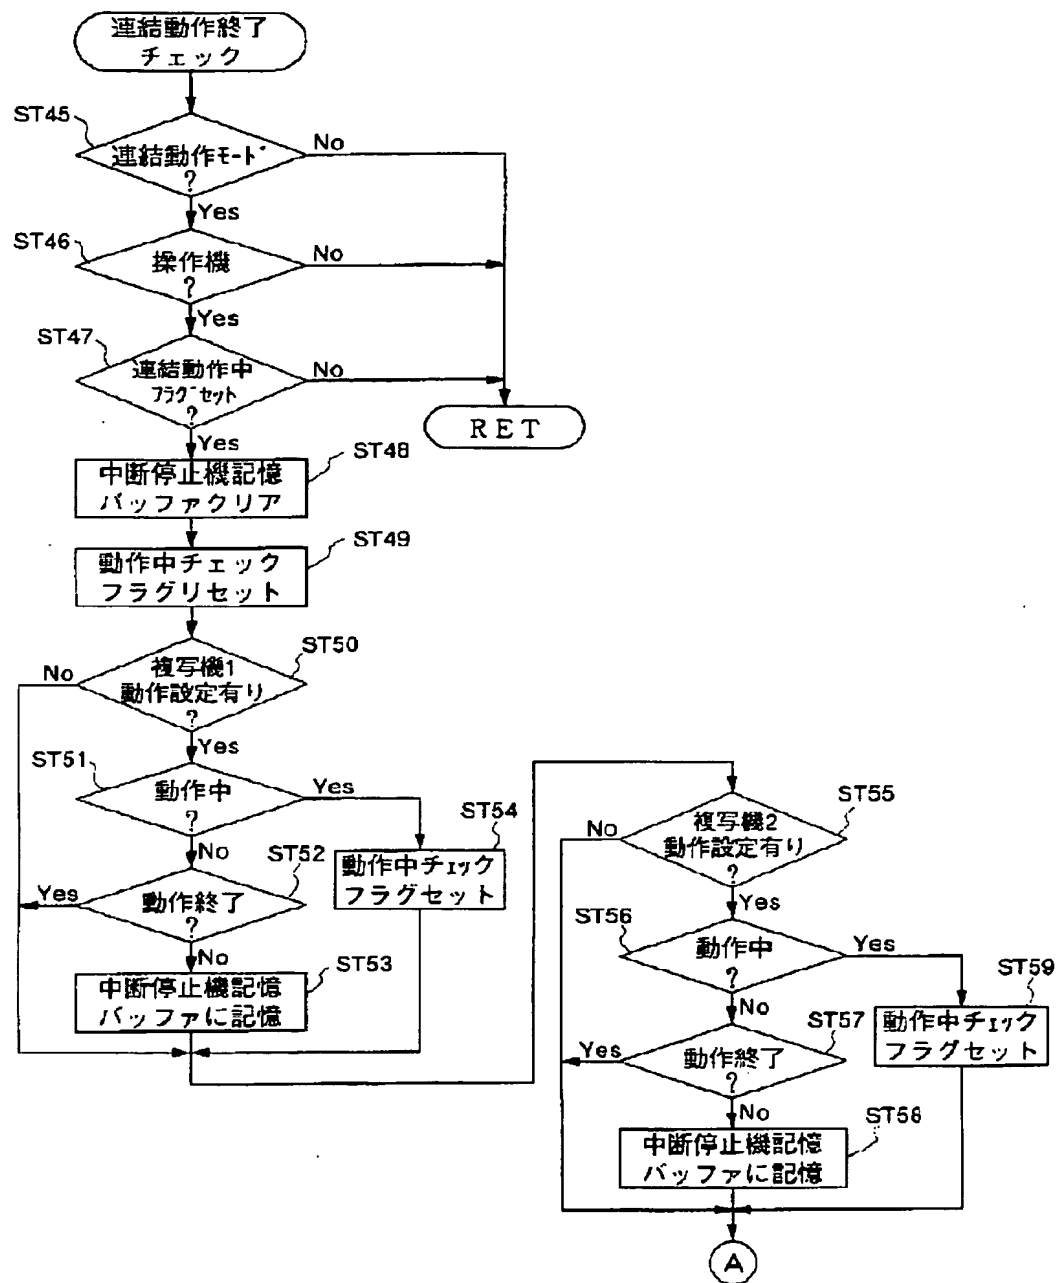 連結動作終了
チェック
ST45
連結動作ﾓｰﾄﾞ
?
No
Yes
ST46
操作機
?
No
Yes
ST47
連結動作中
ﾌﾗｸﾞｾｯﾄ
?
No
Yes
RET
ST48
中断停止機記憶
バッファクリア
ST49
動作中チェック
フラグリセット
ST50
複写機1
動作設定有り
?
No
Yes
ST51
動作中
?
Yes
No
ST54
動作中チェック
フラグセット
ST52
動作終了
?
Yes
No
ST53
中断停止機記憶
バッファに記憶
ST55
複写機2
動作設定有り
?
No
Yes
ST56
動作中
?
Yes
No
ST59
動作中チェック
フラグセット
ST57
動作終了
?
Yes
No
ST58
中断停止機記憶
バッファに記憶
A